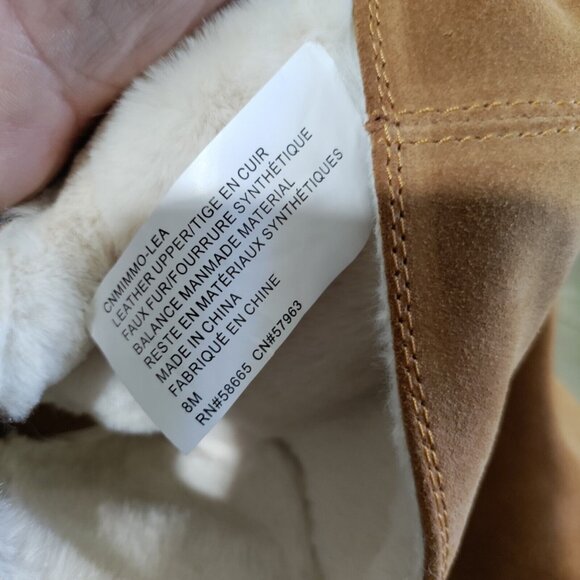 CNMIMMO-LEA
LEATHER UPPER/TIGE EN CUIR
FAUX FUR/FOURRURE SYNTHÉTIQUE
BALANCE MANMADE MATERIAL
RESTE EN MATÉRIAUX SYNTHÉTIQUES
MADE IN CHINA
FABRIQUÉ EN CHINE
8M
RN#58665 CN#57963